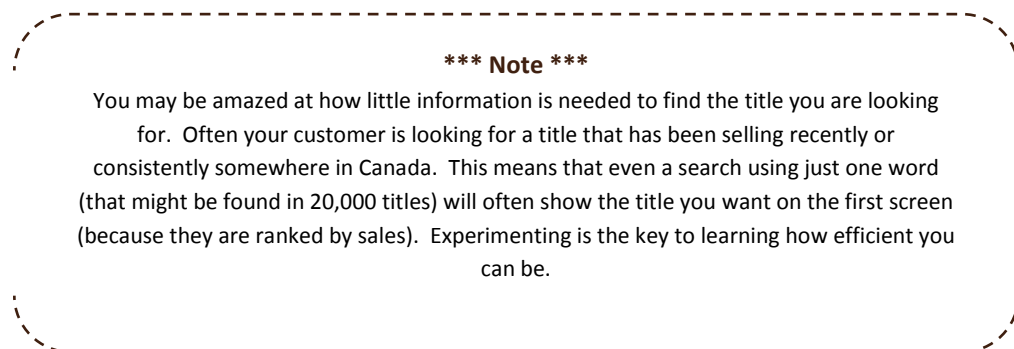 *** Note ***
You may be amazed at how little information is needed to find the title you are looking
for.  Often your customer is looking for a title that has been selling recently or
consistently somewhere in Canada.  This means that even a search using just one word
(that might be found in 20,000 titles) will often show the title you want on the first screen
(because they are ranked by sales).  Experimenting is the key to learning how efficient you
can be.